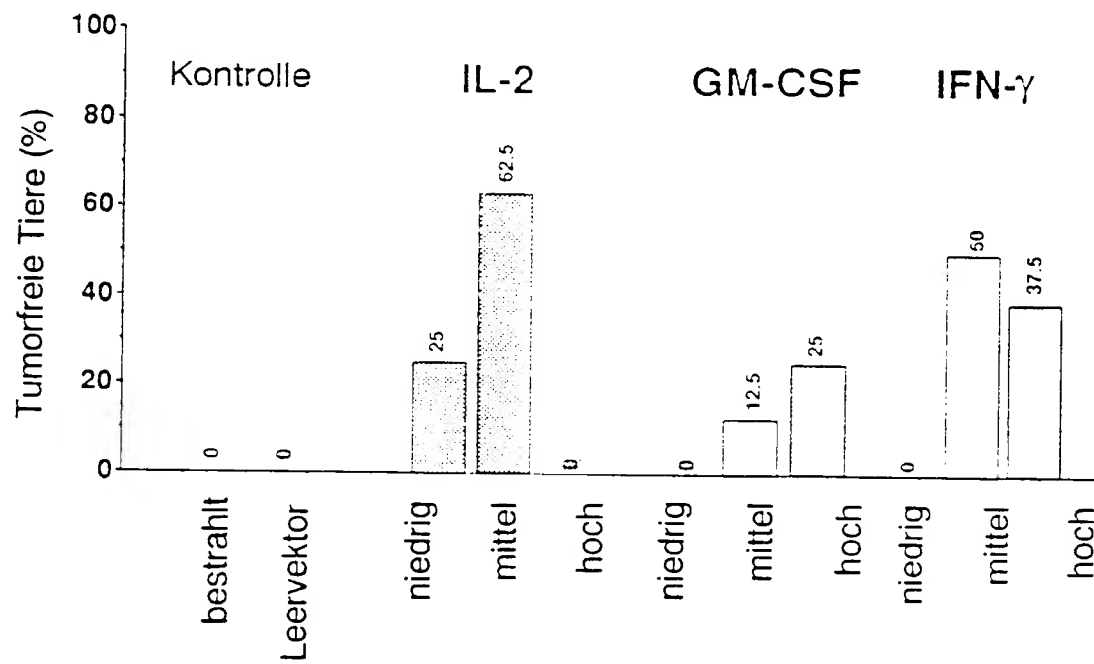 Tumorfreie Tiere (%)
100
80
60
40
20
0
Kontrolle
IL-2
GM-CSF
IFN-γ
0
0
25
62.5
0
0
12.5
25
0
50
37.5
bestrahlt
Leervektor
niedrig
mittel
hoch
niedrig
mittel
hoch
niedrig
mittel
hoch